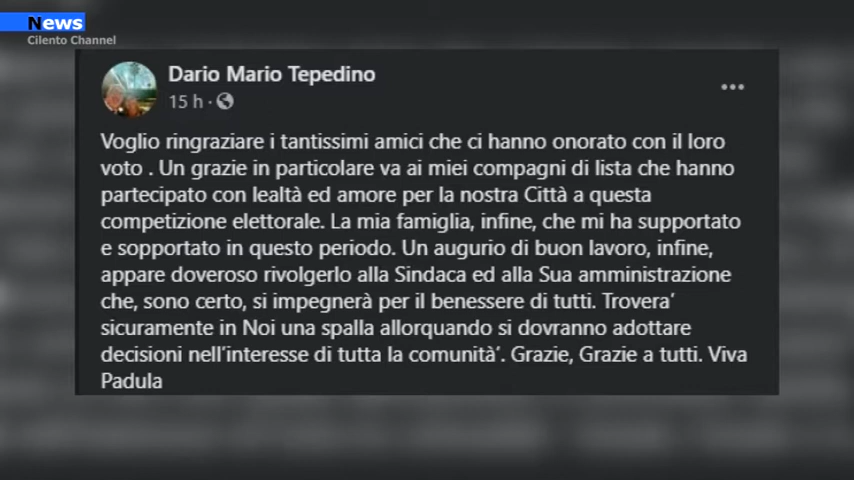 News
Cilento Channel
Dario Mario Tepedino
15 h ·
Voglio ringraziare i tantissimi amici che ci hanno onorato con il loro
voto . Un grazie in particolare va ai miei compagni di lista che hanno
partecipato con lealtà ed amore per la nostra Città a questa
competizione elettorale. La mia famiglia, infine, che mi ha supportato
e sopportato in questo periodo. Un augurio di buon lavoro, infine,
appare doveroso rivolgerlo alla Sindaca ed alla Sua amministrazione
che, sono certo, si impegnerà per il benessere di tutti. Trovera'
sicuramente in Noi una spalla allorquando si dovranno adottare
decisioni nell'interesse di tutta la comunità'. Grazie, Grazie a tutti. Viva
Padula